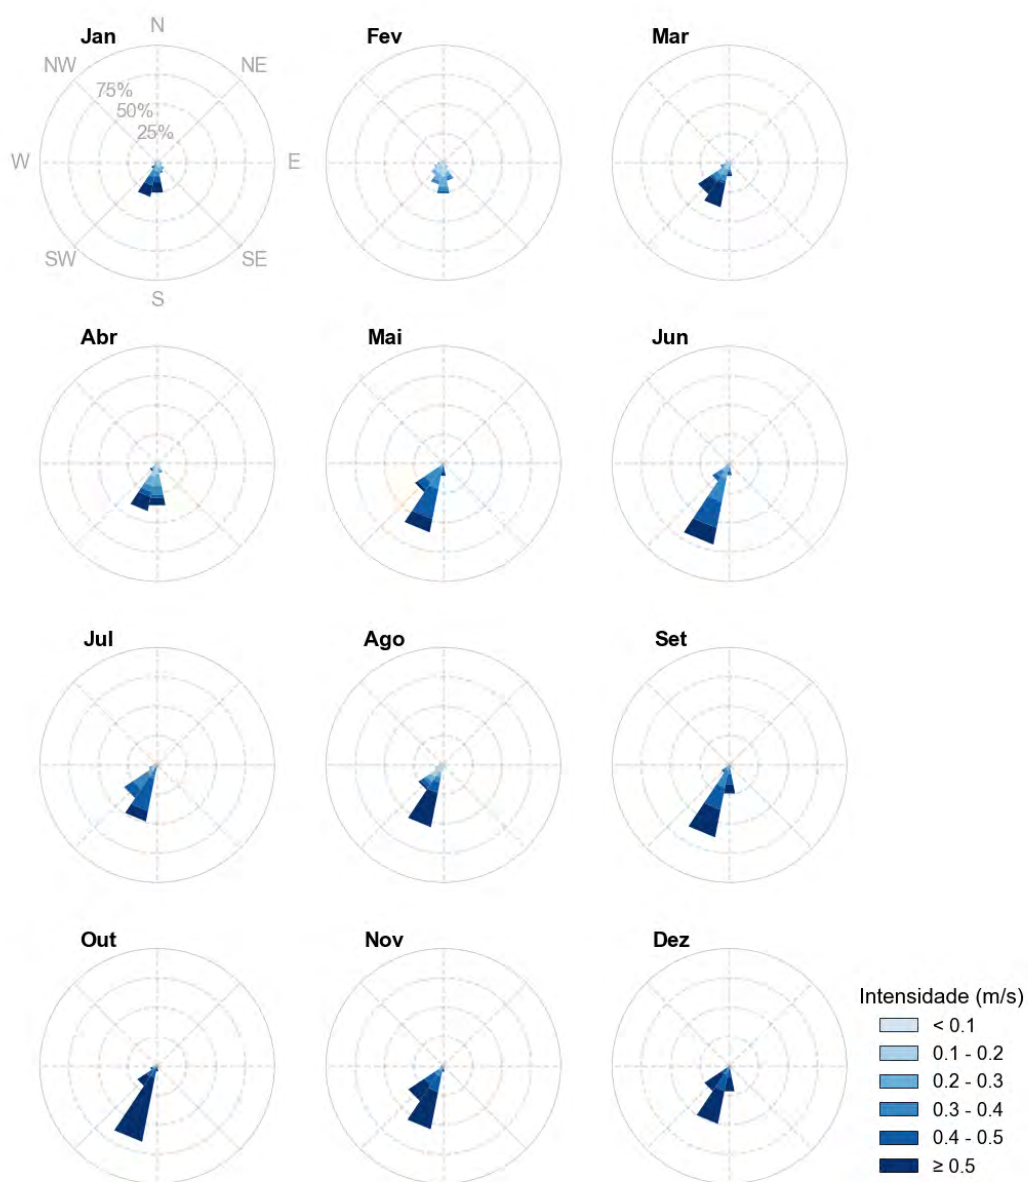 N
Jan
Fev
Mar
NW
NE
75%
50%
25%
W
E
SW
SE
S
Abr
Mai
Jun
Jul
Ago
Set
Out
Nov
Dez
Intensidade (m/s)
< 0.1
0.1 - 0.2
0.2 - 0.3
0.3 - 0.4
0.4 - 0.5
≥ 0.5